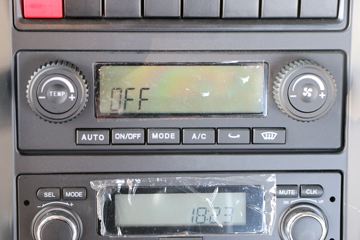 OFF
- TEMP +
- +
AUTO ON/OFF MODE A/C
SEL MODE MUTE CLK
18:23